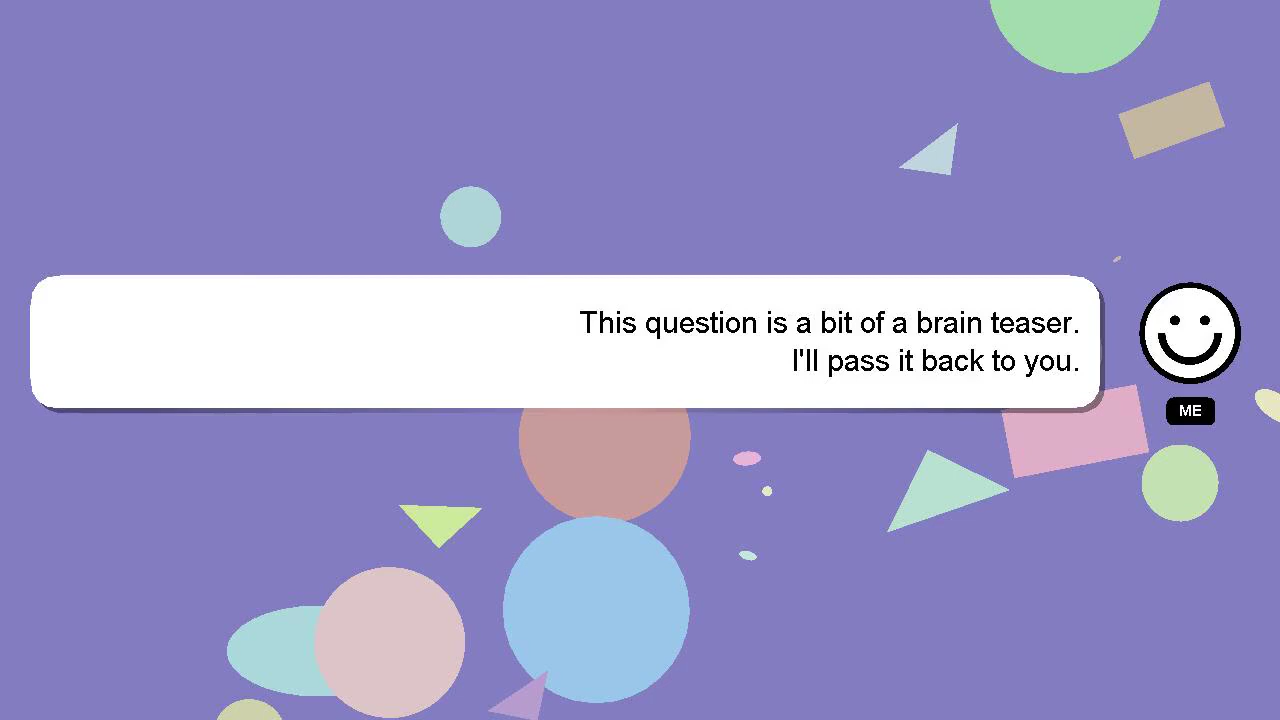 This question is a bit of a brain teaser.
I'll pass it back to you.
ME